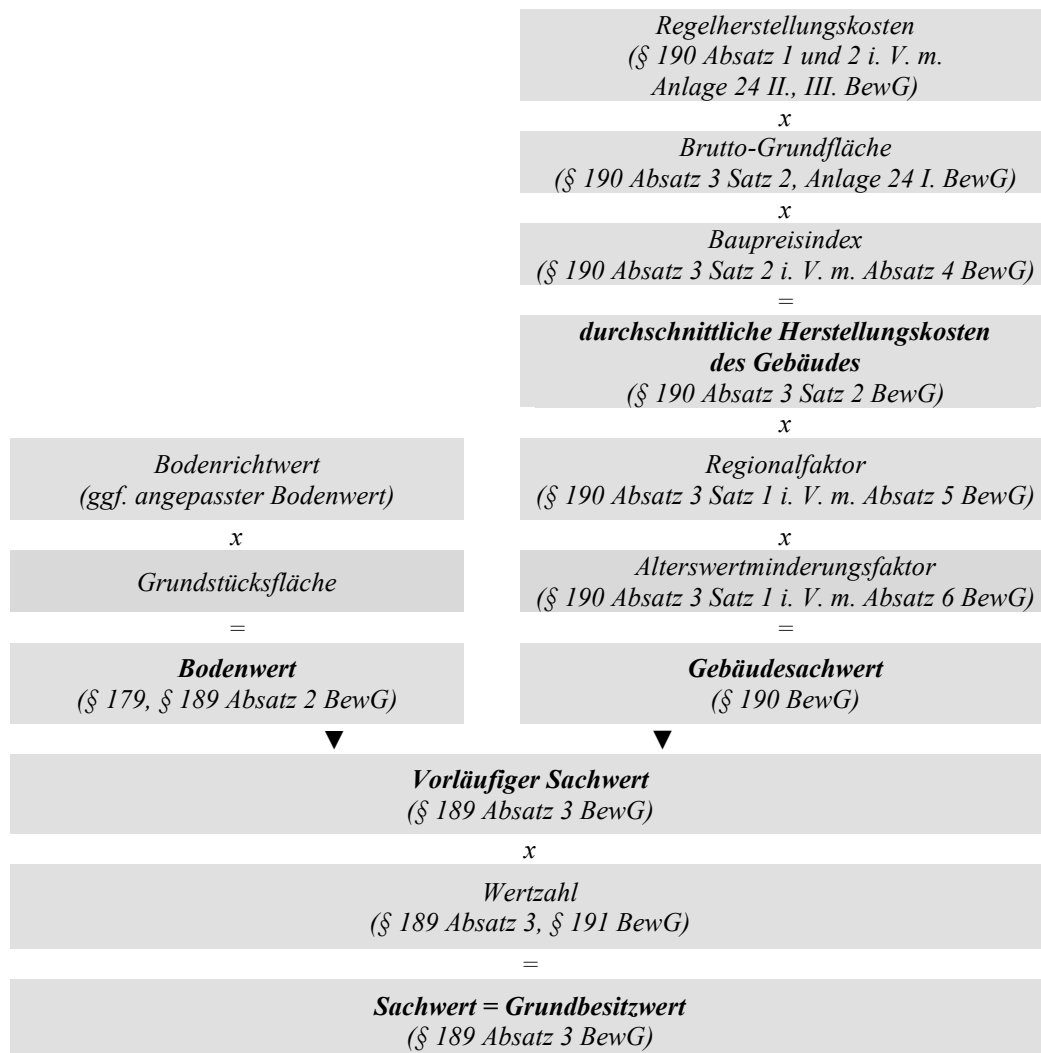 Regelherstellungskosten
(§ 190 Absatz 1 und 2 i. V. m.
Anlage 24 II., III. BewG)
x
Brutto-Grundfläche
(§ 190 Absatz 3 Satz 2, Anlage 24 I. BewG)
x
Baupreisindex
(§ 190 Absatz 3 Satz 2 i. V. m. Absatz 4 BewG)
=
durchschnittliche Herstellungskosten
des Gebäudes
(§ 190 Absatz 3 Satz 2 BewG)
x
Bodenrichtwert
(ggf. angepasster Bodenwert)
x
Grundstücksfläche
=
Bodenwert
(§ 179, § 189 Absatz 2 BewG)
Regionalfaktor
(§ 190 Absatz 3 Satz 1 i. V. m. Absatz 5 BewG)
x
Alterswertminderungsfaktor
(§ 190 Absatz 3 Satz 1 i. V. m. Absatz 6 BewG)
=
Gebäudesachwert
(§ 190 BewG)
▼ ▼
Vorläufiger Sachwert
(§ 189 Absatz 3 BewG)
x
Wertzahl
(§ 189 Absatz 3, § 191 BewG)
=
Sachwert = Grundbesitzwert
(§ 189 Absatz 3 BewG)